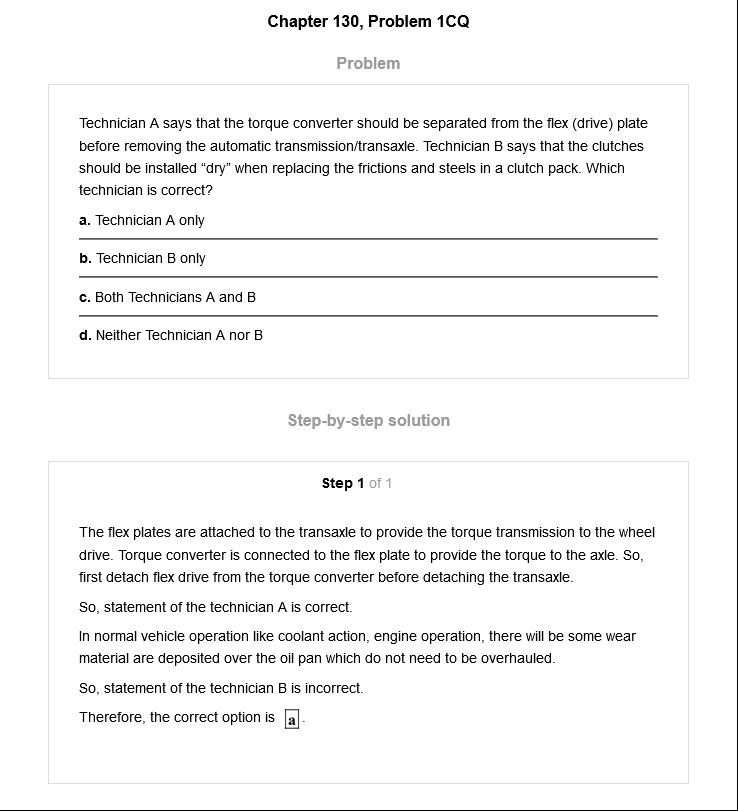 Chapter 130, Problem 1CQ
Problem
Technician A says that the torque converter should be separated from the flex (drive) plate
before removing the automatic transmission/transaxle. Technician B says that the clutches
should be installed “dry” when replacing the frictions and steels in a clutch pack. Which
technician is correct?
a. Technician A only
b. Technician B only
c. Both Technicians A and B
d. Neither Technician A nor B
Step-by-step solution
Step 1 of 1
The flex plates are attached to the transaxle to provide the torque transmission to the wheel
drive. Torque converter is connected to the flex plate to provide the torque to the axle. So,
first detach flex drive from the torque converter before detaching the transaxle.
So, statement of the technician A is correct.
In normal vehicle operation like coolant action, engine operation, there will be some wear
material are deposited over the oil pan which do not need to be overhauled.
So, statement of the technician B is incorrect.
Therefore, the correct option is a.